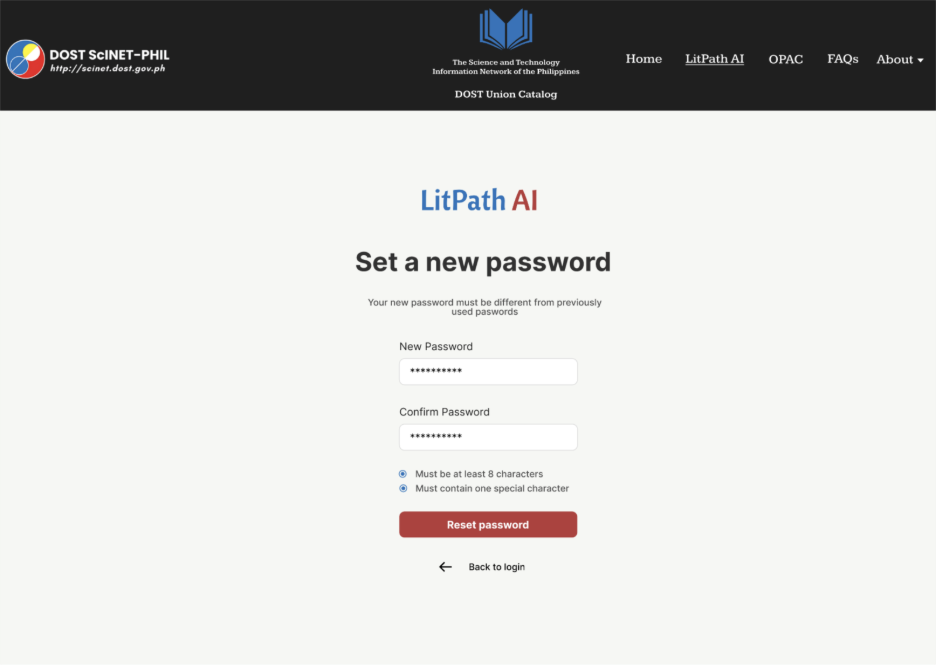 DOST ScINET-PHIL
http://scinet.dost.gov.ph
The Science and Technology
Information Network of the Philippines
DOST Union Catalog
Home LitPath AI OPAC FAQs About
LitPath AI
Set a new password
Your new password must be different from previously
used paswords
New Password
**********
Confirm Password
**********
Must be at least 8 characters
Must contain one special character
Reset password
Back to login